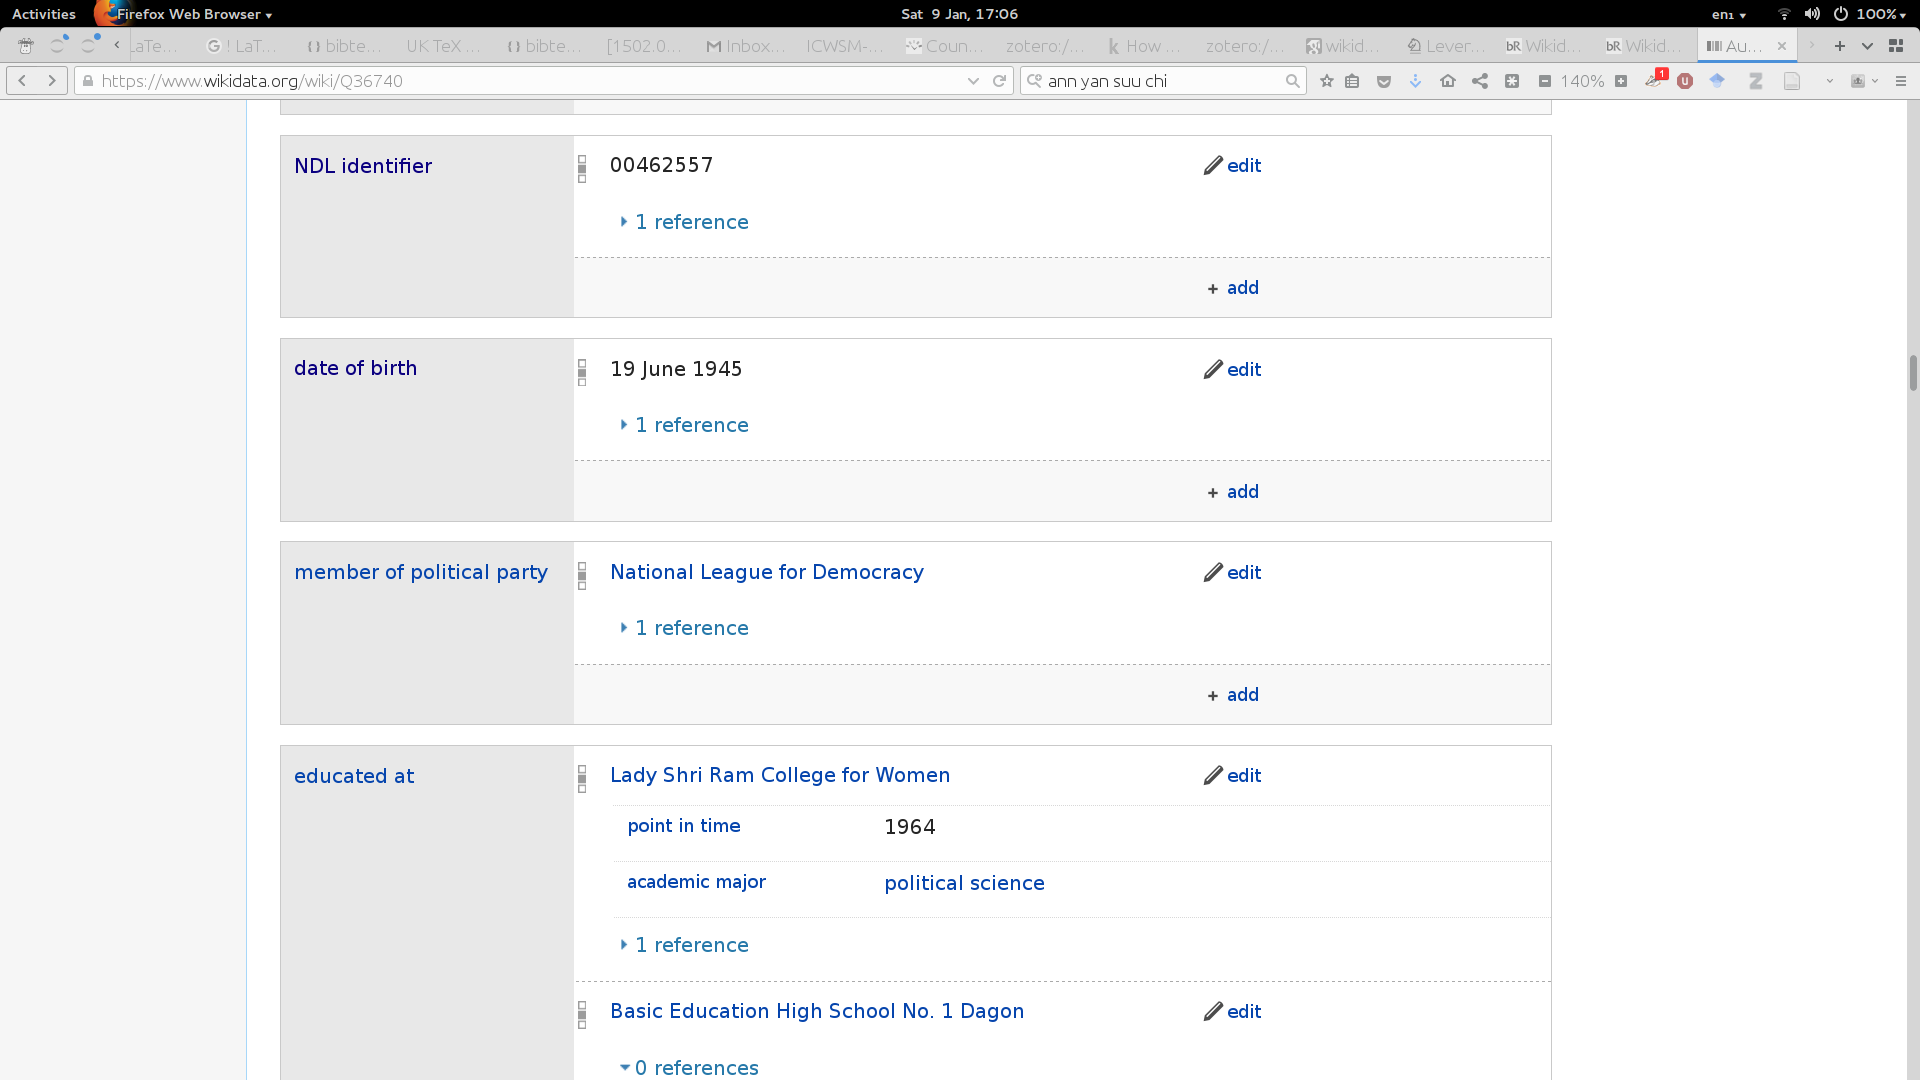 Activities Firefox Web Browser Sat 9 Jan, 17:06 en₁ 100%
LaTe... ! LaT... bibte... UK TeX ... bibte... [1502.0... Inbox... ICWSM-... Coun... zotero:/... How ... zotero:/... wikid... Lever... Wikid... Wikid... Au...
https://www.wikidata.org/wiki/Q36740 ann yan suu chi 140% 1
NDL identifier 00462557 edit
1 reference
+ add
date of birth 19 June 1945 edit
1 reference
+ add
member of political party National League for Democracy edit
1 reference
+ add
educated at Lady Shri Ram College for Women edit
point in time 1964
academic major political science
1 reference
Basic Education High School No. 1 Dagon edit
0 references